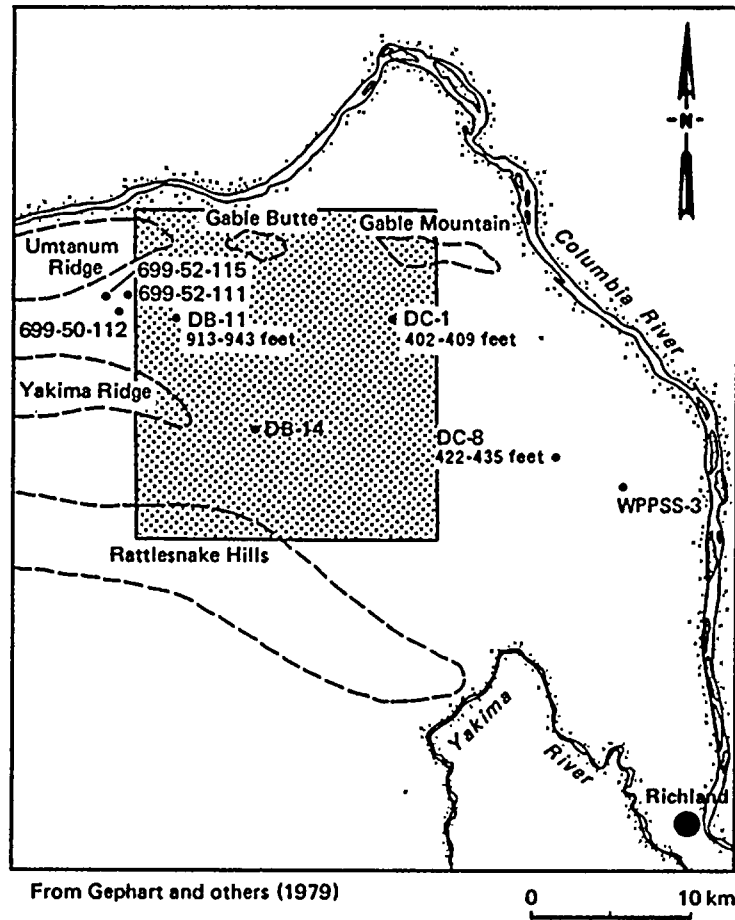 -N-
Gable Butte
Gable Mountain
Umtanum
Ridge
699-52-115
699-52-111
699-50-112
DB-11
913-943 feet
DC-1
402-409 feet
Columbia River
Yakima Ridge
DB-14
DC-8
422-435 feet
WPPSS-3
Rattlesnake Hills
Yakima River
Richland
From Gephart and others (1979)
0 10 km